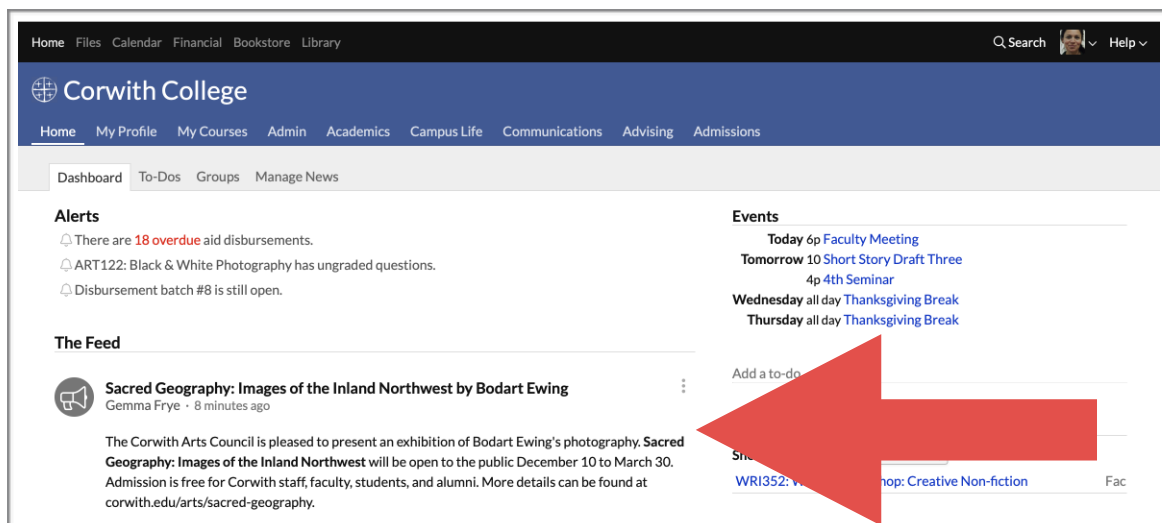 Home Files Calendar Financial Bookstore Library Search Help
Corwith College
Home My Profile My Courses Admin Academics Campus Life Communications Advising Admissions
Dashboard To-Dos Groups Manage News
Alerts
There are 18 overdue aid disbursements.
ART122: Black & White Photography has ungraded questions.
Disbursement batch #8 is still open.
The Feed
Sacred Geography: Images of the Inland Northwest by Bodart Ewing
Gemma Frye · 8 minutes ago
The Corwith Arts Council is pleased to present an exhibition of Bodart Ewing's photography. Sacred
Geography: Images of the Inland Northwest will be open to the public December 10 to March 30.
Admission is free for Corwith staff, faculty, students, and alumni. More details can be found at
corwith.edu/arts/sacred-geography.
Events
Today 6p Faculty Meeting
Tomorrow 10 Short Story Draft Three
4p 4th Seminar
Wednesday all day Thanksgiving Break
Thursday all day Thanksgiving Break
Add a to-do
WRI352: Creative Non-fiction Fac